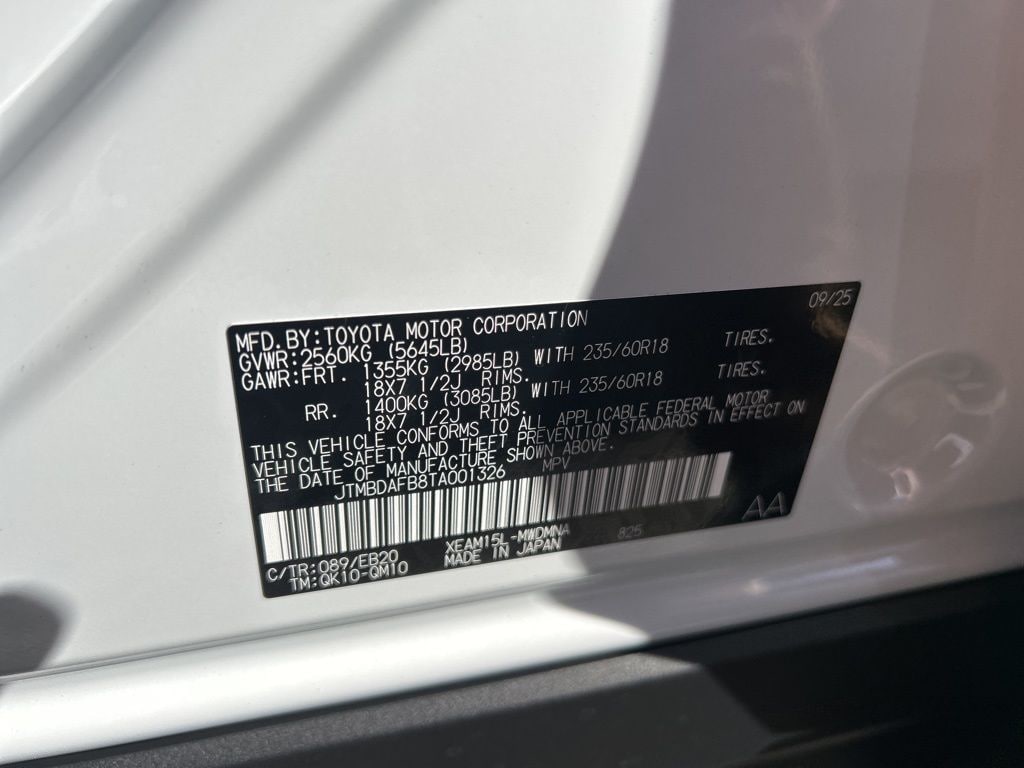 09/25
MFD.BY:TOYOTA MOTOR CORPORATION
GVWR:2560KG (5645LB)
GAWR:FRT. 1355KG (2985LB) WITH 235/60R18 TIRES.
18X7 1/2J RIMS.
RR. 1400KG (3085LB) WITH 235/60R18 TIRES.
18X7 1/2J RIMS.
THIS VEHICLE CONFORMS TO ALL APPLICABLE FEDERAL MOTOR
VEHICLE SAFETY AND THEFT PREVENTION STANDARDS IN EFFECT ON
THE DATE OF MANUFACTURE SHOWN ABOVE.
JTMBDAFB8TA001326 MPV
C/TR:089/EB20 XEAM15L-MWDMNA 825 AA
TM:QK10-QM10 MADE IN JAPAN